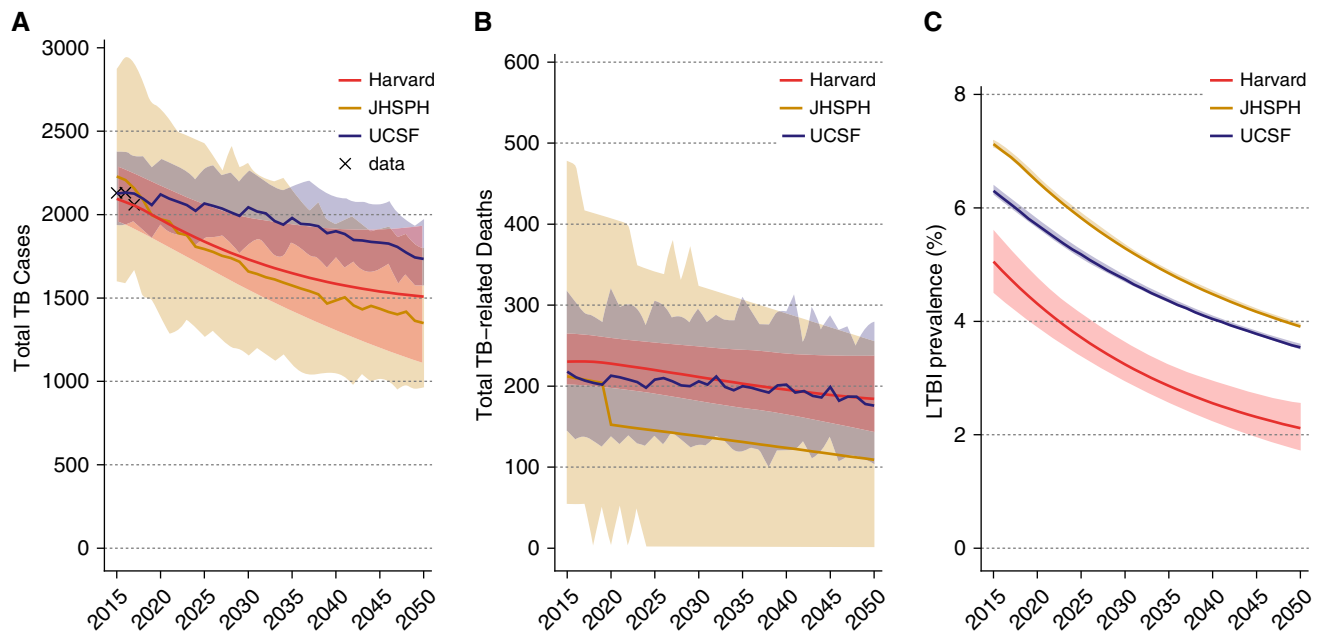 A
Total TB Cases
3000
2500
2000
1500
1000
500
0
Harvard
JHSPH
UCSF
data
2015 2020 2025 2030 2035 2040 2045 2050
B
Total TB−related Deaths
600
500
400
300
200
100
0
Harvard
JHSPH
UCSF
2015 2020 2025 2030 2035 2040 2045 2050
C
LTBI prevalence (%)
8
6
4
2
0
Harvard
JHSPH
UCSF
2015 2020 2025 2030 2035 2040 2045 2050